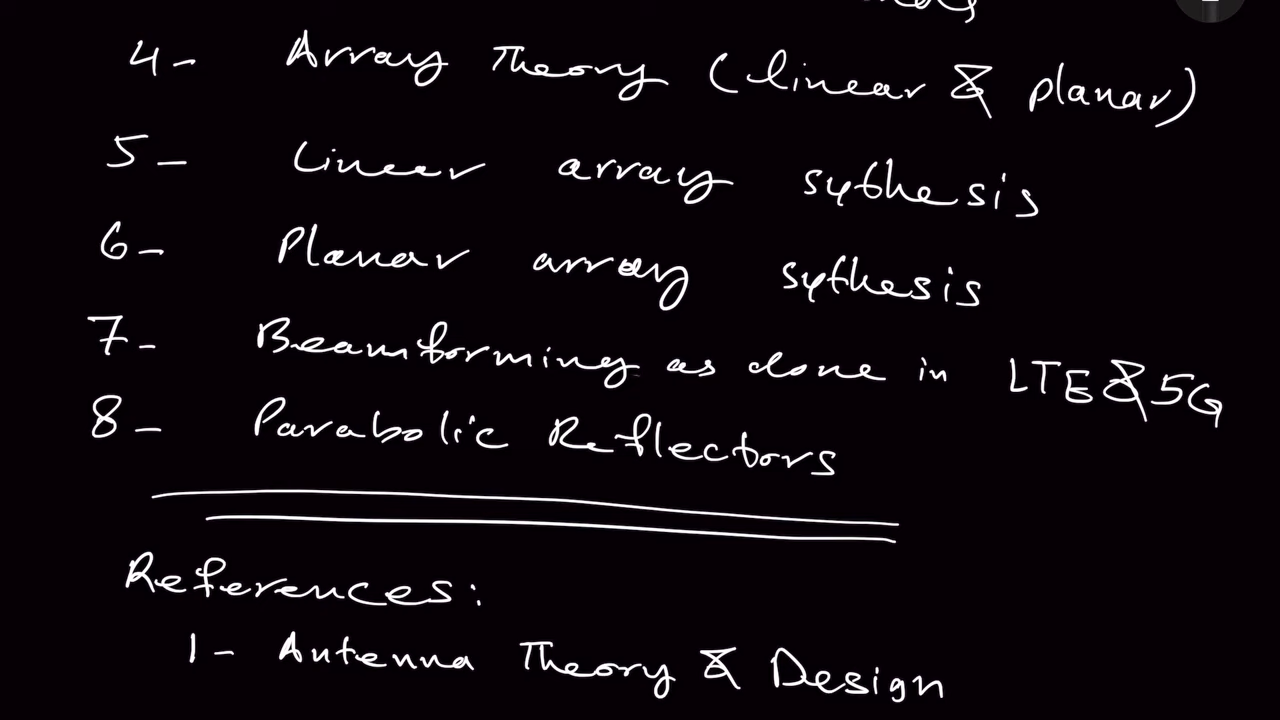 4- Array Theory (linear & planar)
5- Linear array sythesis
6- Planar array sythesis
7- Beamforming as done in LTE & 5G
8- Parabolic Reflectors
References:
1- Antenna Theory & Design